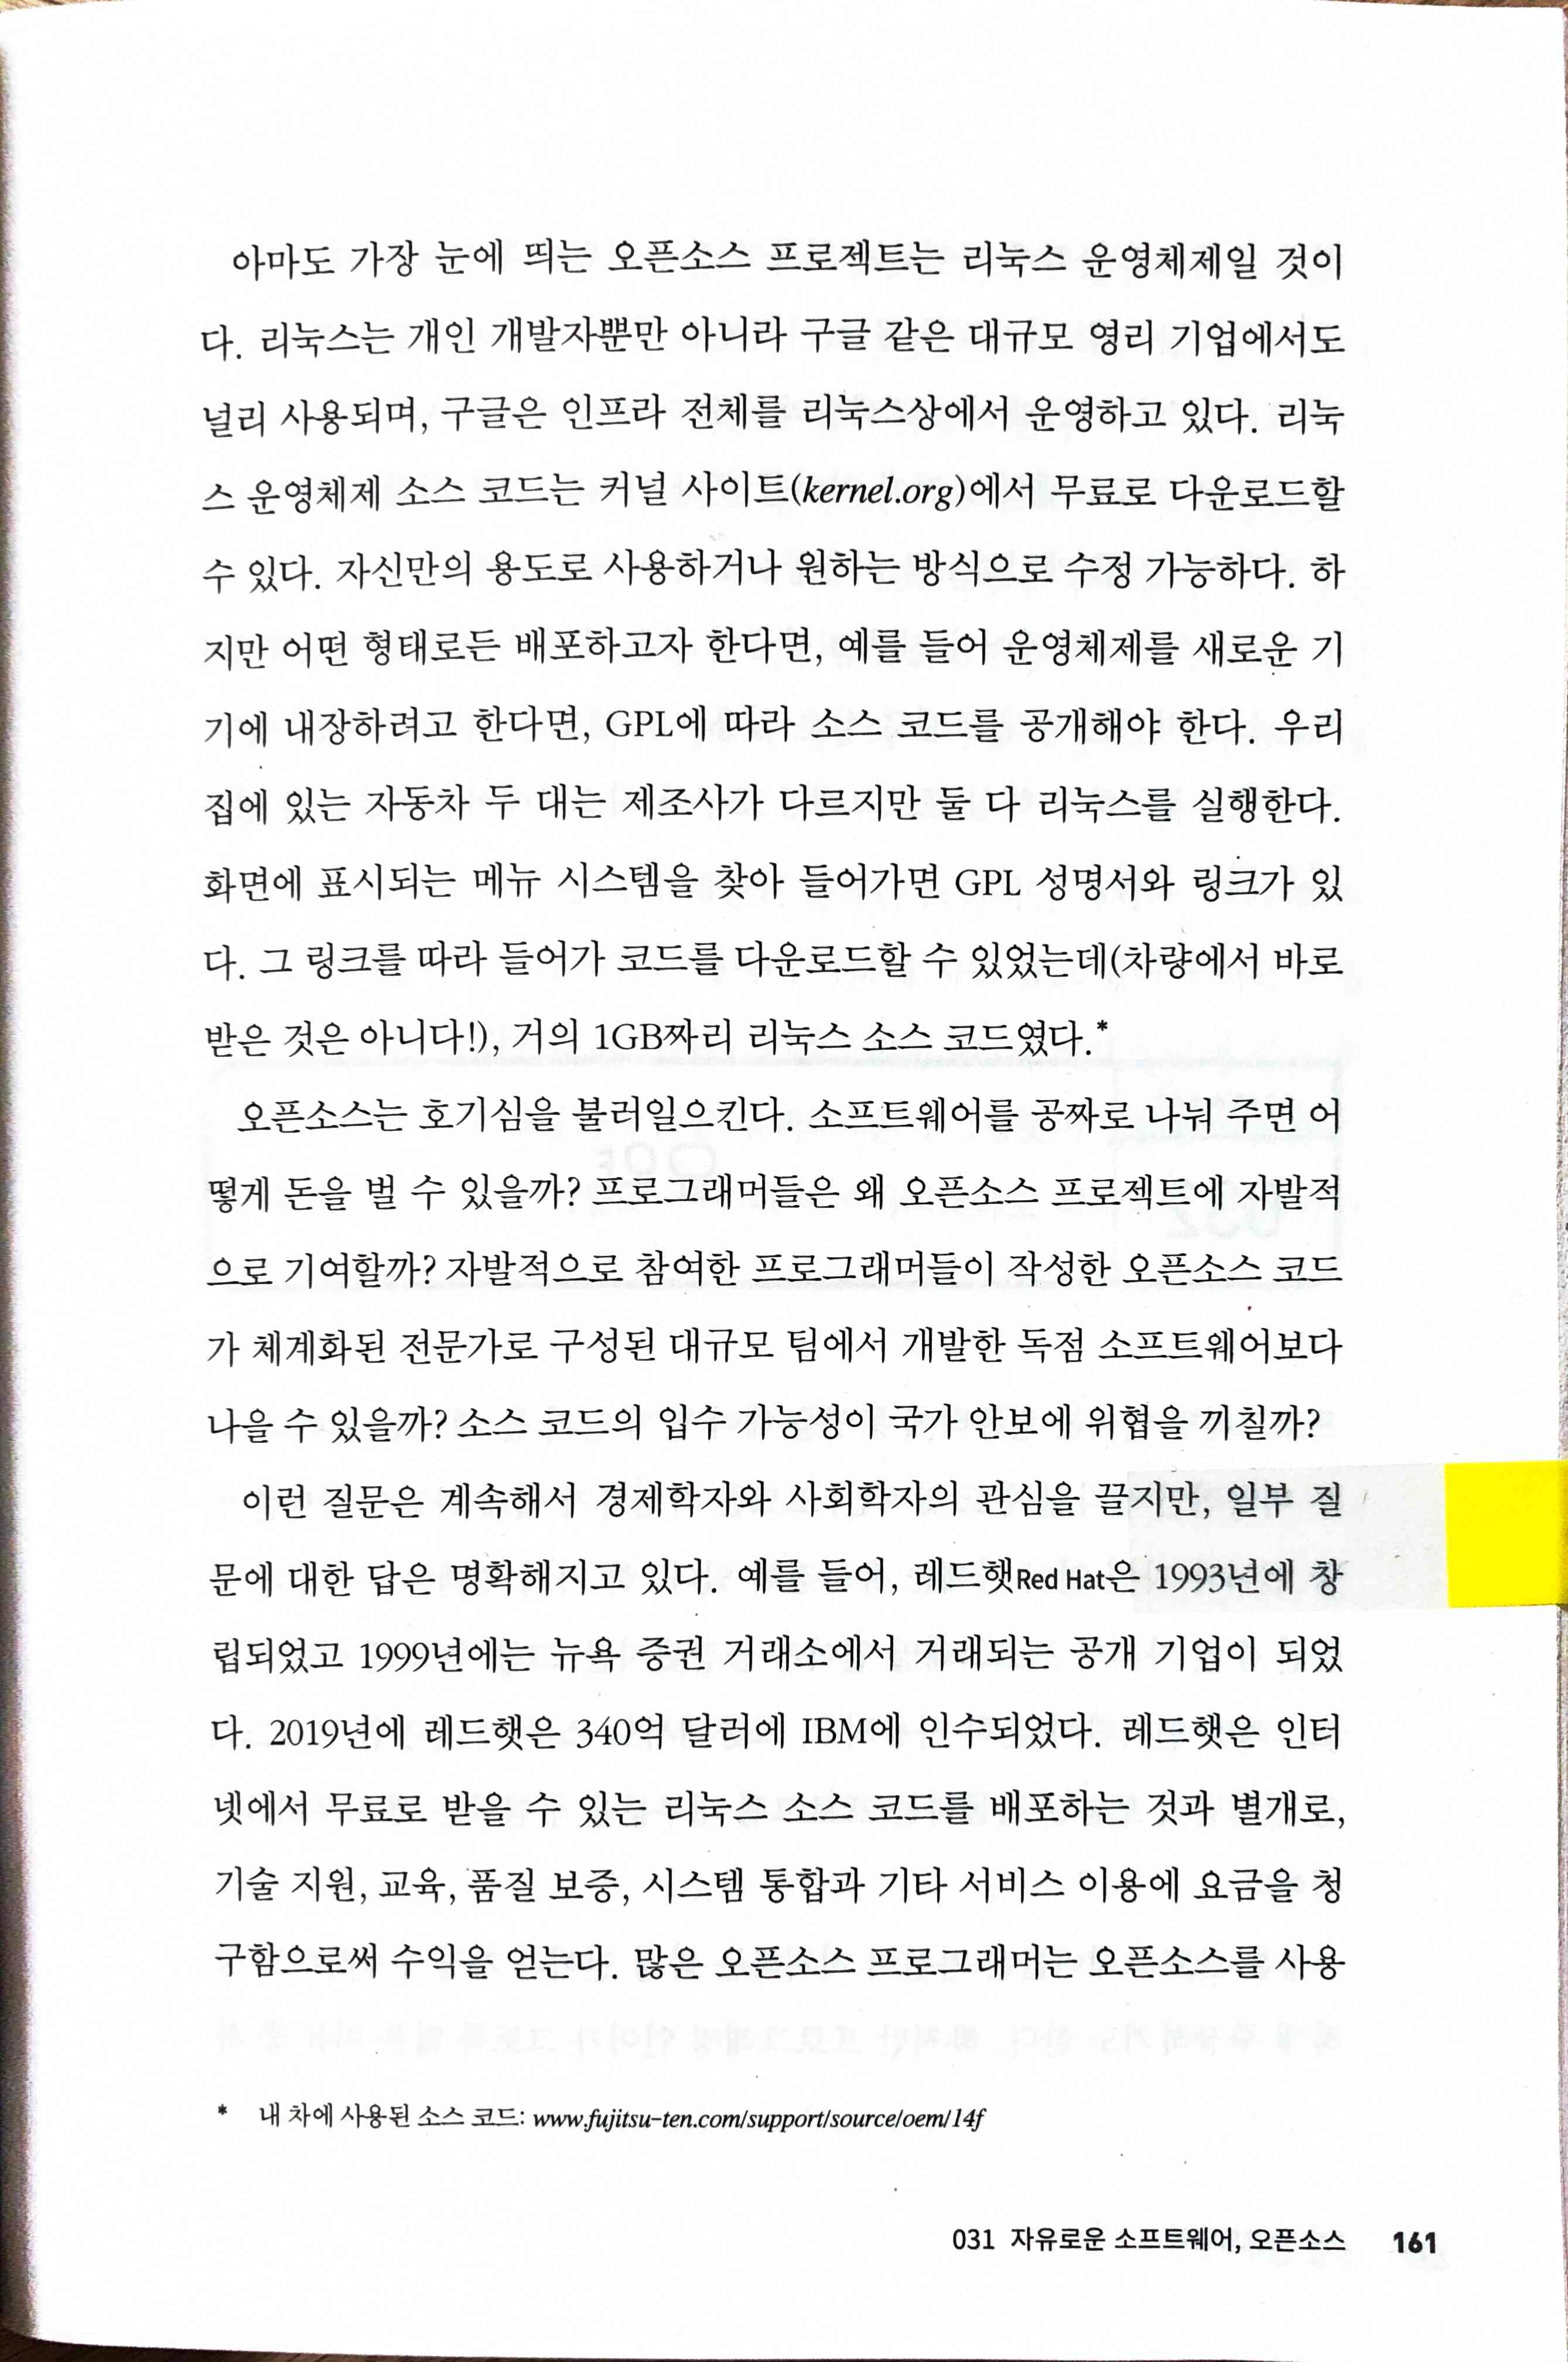 아마도 가장 눈에 띄는 오픈소스 프로젝트는 리눅스 운영체제일 것이
다. 리눅스는 개인 개발자뿐만 아니라 구글 같은 대규모 영리 기업에서도
널리 사용되며, 구글은 인프라 전체를 리눅스상에서 운영하고 있다. 리눅
스 운영체제 소스 코드는 커널 사이트(kernel.org)에서 무료로 다운로드할
수 있다. 자신만의 용도로 사용하거나 원하는 방식으로 수정 가능하다. 하
지만 어떤 형태로든 배포하고자 한다면, 예를 들어 운영체제를 새로운 기
기에 내장하려고 한다면, GPL에 따라 소스 코드를 공개해야 한다. 우리
집에 있는 자동차 두 대는 제조사가 다르지만 둘 다 리눅스를 실행한다.
화면에 표시되는 메뉴 시스템을 찾아 들어가면 GPL 성명서와 링크가 있
다. 그 링크를 따라 들어가 코드를 다운로드할 수 있었는데(차량에서 바로
받은 것은 아니다!), 거의 1GB짜리 리눅스 소스 코드였다.*
오픈소스는 호기심을 불러일으킨다. 소프트웨어를 공짜로 나눠 주면 어
떻게 돈을 벌 수 있을까? 프로그래머들은 왜 오픈소스 프로젝트에 자발적
으로 기여할까? 자발적으로 참여한 프로그래머들이 작성한 오픈소스 코드
가 체계화된 전문가로 구성된 대규모 팀에서 개발한 독점 소프트웨어보다
나을 수 있을까? 소스 코드의 입수 가능성이 국가 안보에 위협을 끼칠까?
이런 질문은 계속해서 경제학자와 사회학자의 관심을 끌지만, 일부 질
문에 대한 답은 명확해지고 있다. 예를 들어, 레드햇Red Hat은 1993년에 창
립되었고 1999년에는 뉴욕 증권 거래소에서 거래되는 공개 기업이 되었
다. 2019년에 레드햇은 340억 달러에 IBM에 인수되었다. 레드햇은 인터
넷에서 무료로 받을 수 있는 리눅스 소스 코드를 배포하는 것과 별개로,
기술 지원, 교육, 품질 보증, 시스템 통합과 기타 서비스 이용에 요금을 청
구함으로써 수익을 얻는다. 많은 오픈소스 프로그래머는 오픈소스를 사용
* 내 차에 사용된 소스 코드: www.fujitsu-ten.com/support/source/oem/14f
031 자유로운 소프트웨어, 오픈소스 161